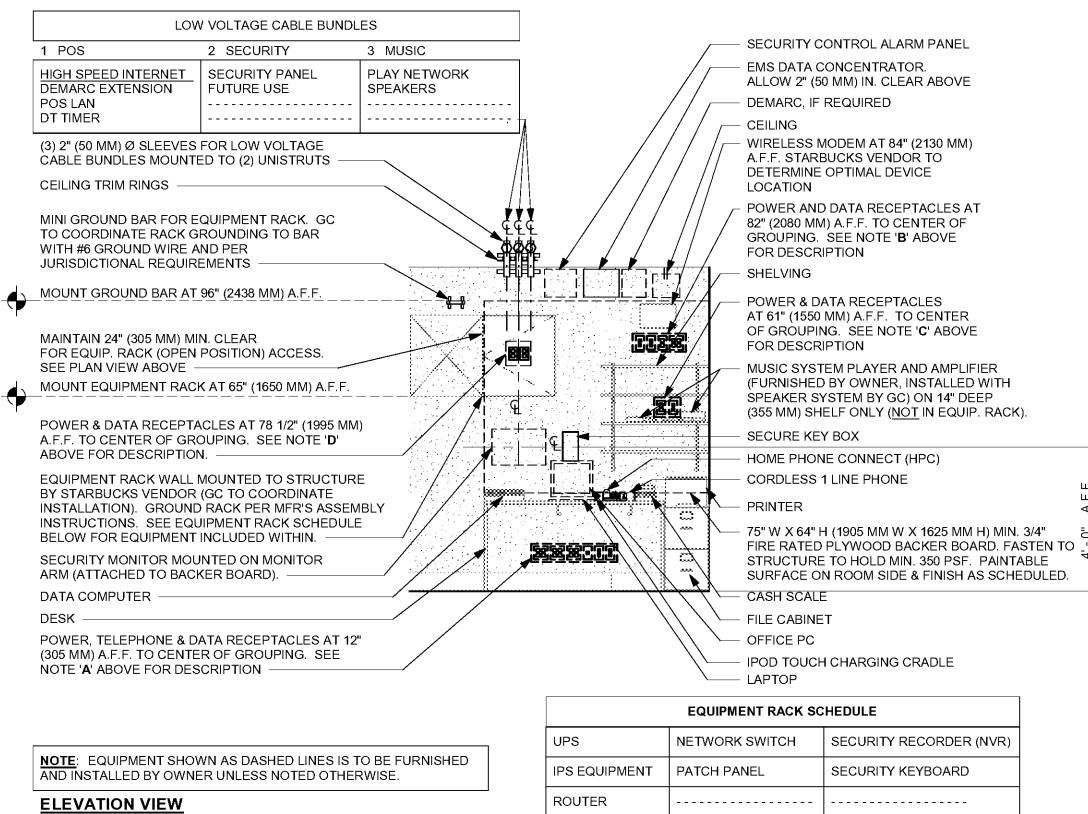 LOW VOLTAGE CABLE BUNDLES
1 POS
2 SECURITY
3 MUSIC
HIGH SPEED INTERNET
DEMARC EXTENSION
POS LAN
DT TIMER
SECURITY PANEL
FUTURE USE
PLAY NETWORK
SPEAKERS
(3) 2" (50 MM) Ø SLEEVES FOR LOW VOLTAGE
CABLE BUNDLES MOUNTED TO (2) UNISTRUTS
CEILING TRIM RINGS
MINI GROUND BAR FOR EQUIPMENT RACK. GC
TO COORDINATE RACK GROUNDING TO BAR
WITH #6 GROUND WIRE AND PER
JURISDICTIONAL REQUIREMENTS
MOUNT GROUND BAR AT 96" (2438 MM) A.F.F.
MAINTAIN 24" (305 MM) MIN. CLEAR
FOR EQUIP. RACK (OPEN POSITION) ACCESS.
SEE PLAN VIEW ABOVE
MOUNT EQUIPMENT RACK AT 65" (1650 MM) A.F.F.
POWER & DATA RECEPTACLES AT 78 1/2" (1995 MM)
A.F.F. TO CENTER OF GROUPING. SEE NOTE 'D'
ABOVE FOR DESCRIPTION.
EQUIPMENT RACK WALL MOUNTED TO STRUCTURE
BY STARBUCKS VENDOR (GC TO COORDINATE
INSTALLATION). GROUND RACK PER MFR'S ASSEMBLY
INSTRUCTIONS. SEE EQUIPMENT RACK SCHEDULE
BELOW FOR EQUIPMENT INCLUDED WITHIN.
SECURITY MONITOR MOUNTED ON MONITOR
ARM (ATTACHED TO BACKER BOARD).
DATA COMPUTER
DESK
POWER, TELEPHONE & DATA RECEPTACLES AT 12"
(305 MM) A.F.F. TO CENTER OF GROUPING. SEE
NOTE 'A' ABOVE FOR DESCRIPTION
SECURITY CONTROL ALARM PANEL
EMS DATA CONCENTRATOR.
ALLOW 2" (50 MM) IN. CLEAR ABOVE
DEMARC, IF REQUIRED
CEILING
WIRELESS MODEM AT 84" (2130 MM)
A.F.F. STARBUCKS VENDOR TO
DETERMINE OPTIMAL DEVICE
LOCATION
POWER AND DATA RECEPTACLES AT
82" (2080 MM) A.F.F. TO CENTER OF
GROUPING. SEE NOTE 'B' ABOVE
FOR DESCRIPTION
SHELVING
POWER & DATA RECEPTACLES
AT 61" (1550 MM) A.F.F. TO CENTER
OF GROUPING. SEE NOTE 'C' ABOVE
FOR DESCRIPTION
MUSIC SYSTEM PLAYER AND AMPLIFIER
(FURNISHED BY OWNER, INSTALLED WITH
SPEAKER SYSTEM BY GC) ON 14" DEEP
(355 MM) SHELF ONLY (NOT IN EQUIP. RACK).
SECURE KEY BOX
HOME PHONE CONNECT (HPC)
CORDLESS 1 LINE PHONE
PRINTER
75" W X 64" H (1905 MM W X 1625 MM H) MIN. 3/4"
FIRE RATED PLYWOOD BACKER BOARD. FASTEN TO
STRUCTURE TO HOLD MIN. 350 PSF. PAINTABLE
SURFACE ON ROOM SIDE & FINISH AS SCHEDULED.
CASH SCALE
FILE CABINET
OFFICE PC
IPOD TOUCH CHARGING CRADLE
LAPTOP
4'-0" A.F.F.
EQUIPMENT RACK SCHEDULE
UPS
NETWORK SWITCH
SECURITY RECORDER (NVR)
IPS EQUIPMENT
PATCH PANEL
SECURITY KEYBOARD
ROUTER
NOTE: EQUIPMENT SHOWN AS DASHED LINES IS TO BE FURNISHED
AND INSTALLED BY OWNER UNLESS NOTED OTHERWISE.
ELEVATION VIEW